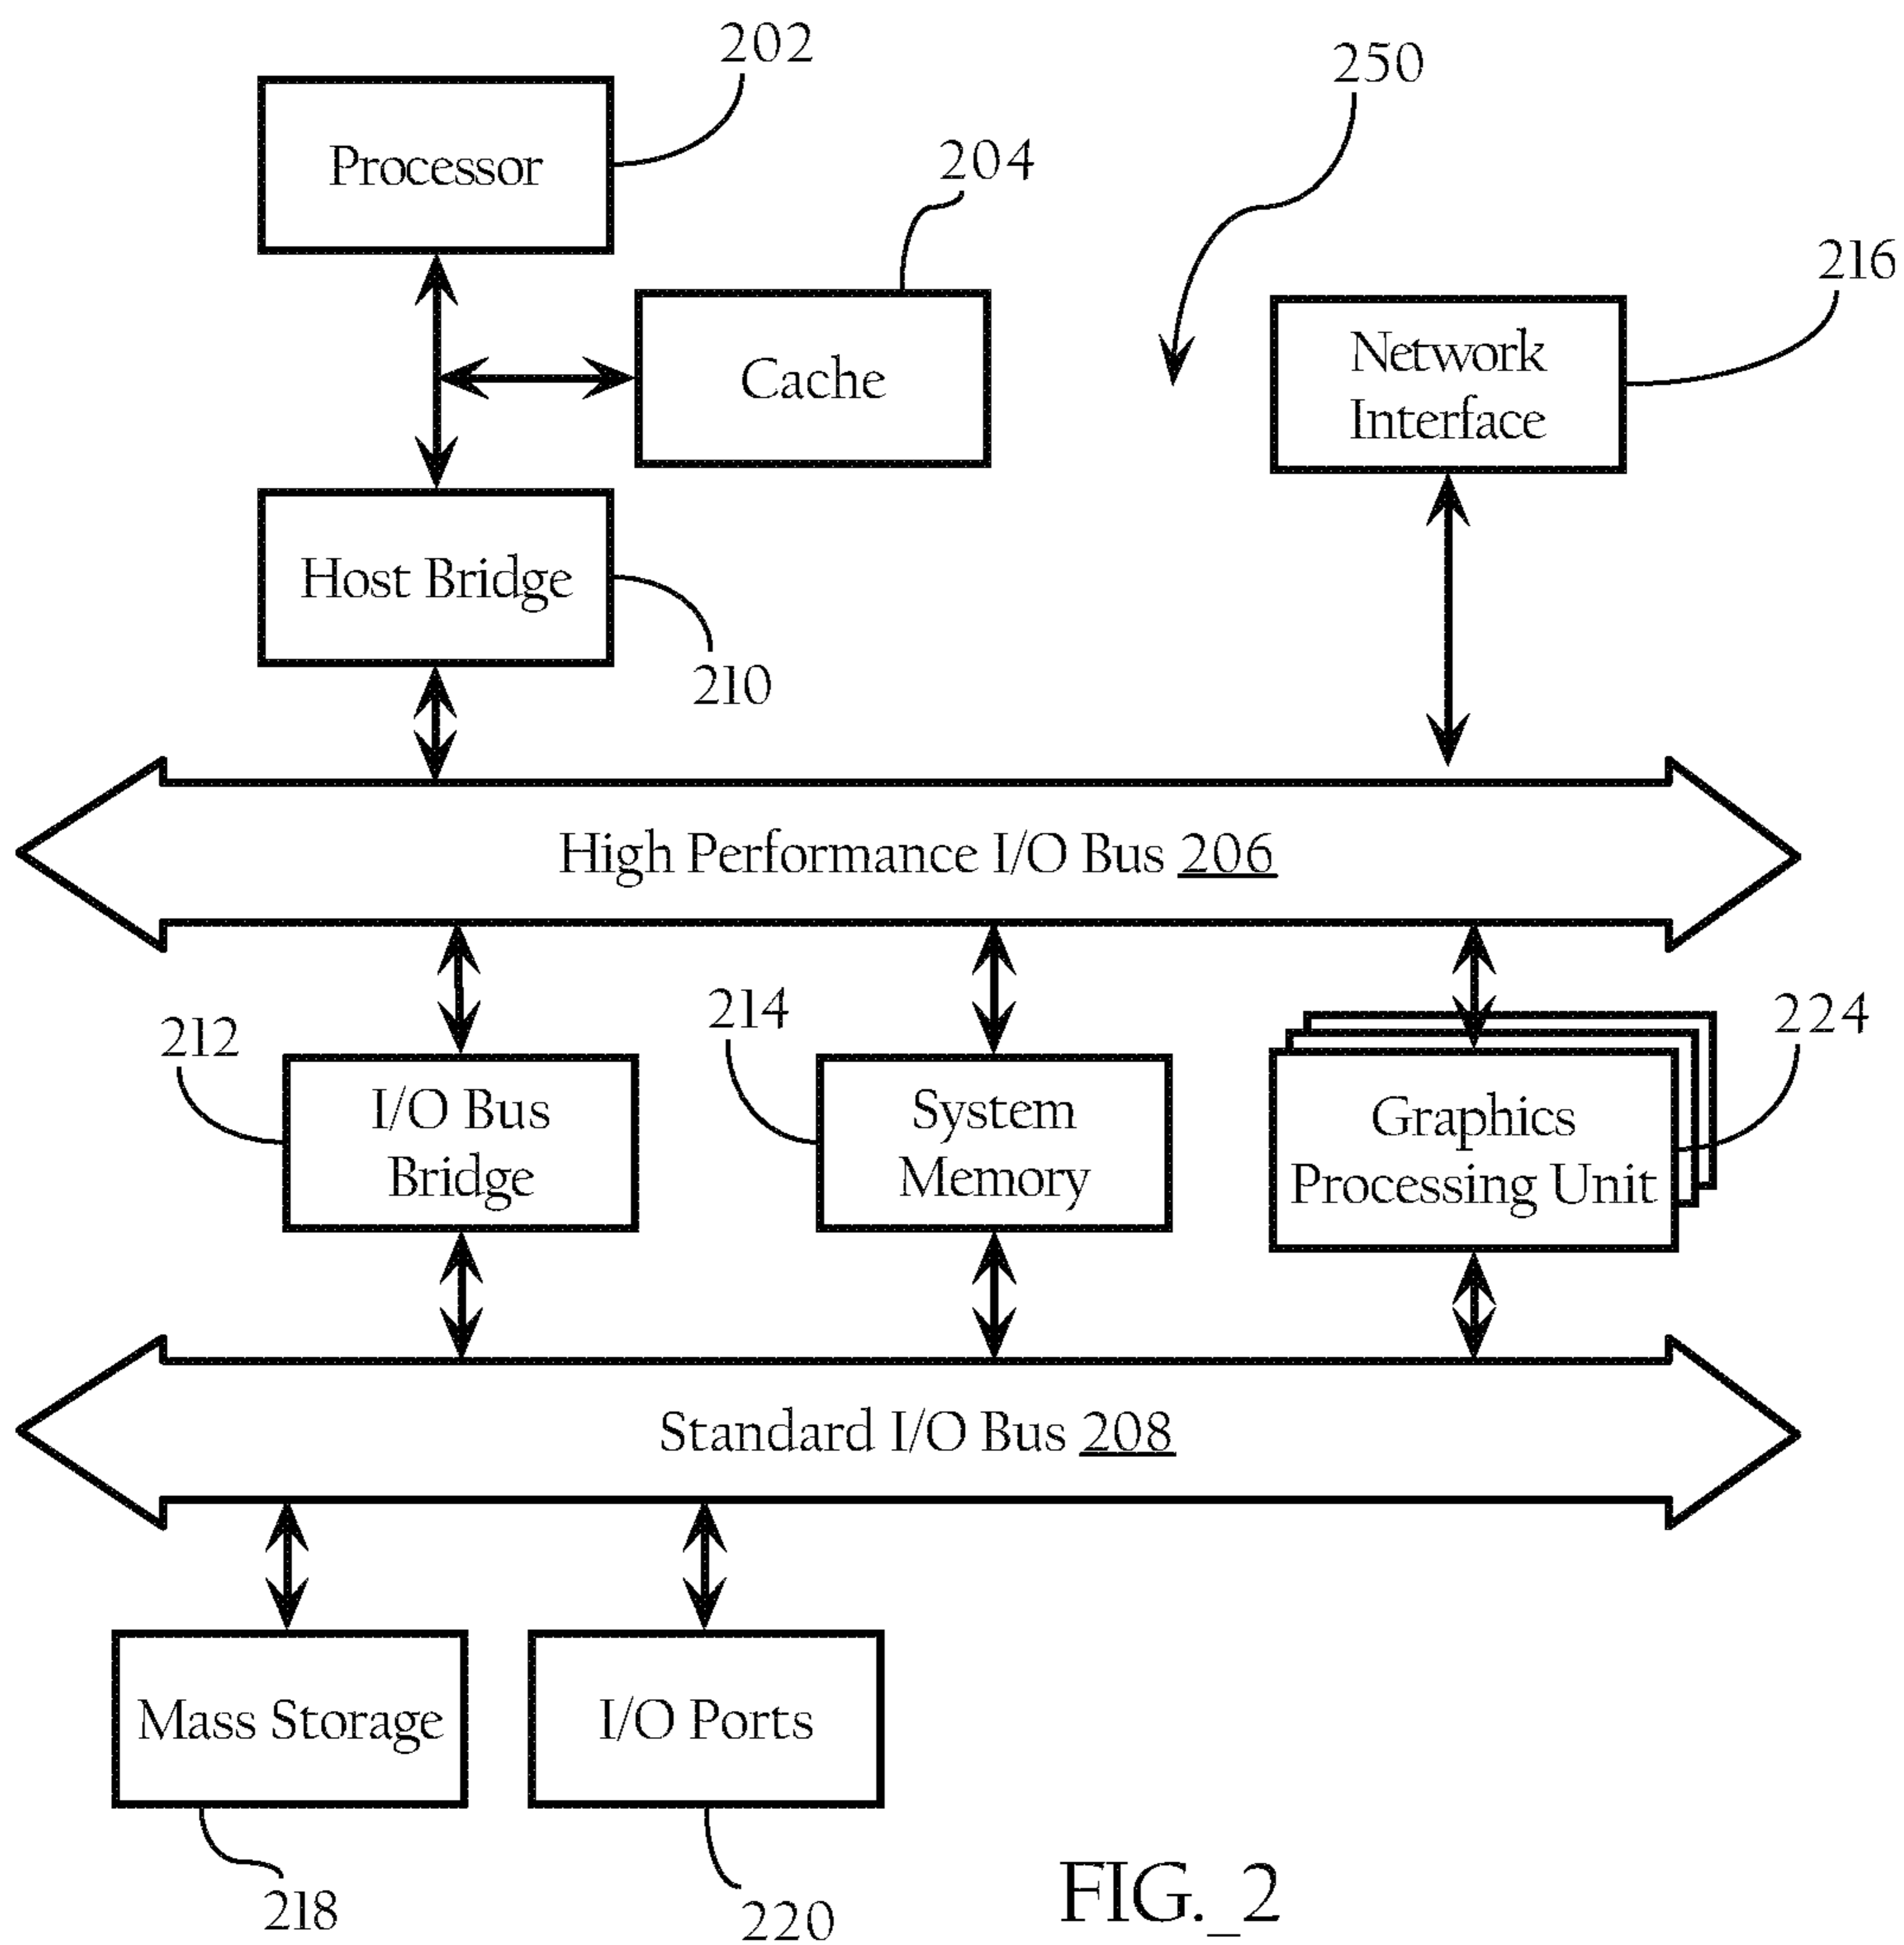 202
250
Processor
204
216
Network
Interface
Cache
Host Bridge
210
High Performance I/O Bus 206
212
214
224
I/O Bus
Bridge
System
Memory
Graphics
Processing Unit
Standard I/O Bus 208
Mass Storage
I/O Ports
218
220
FIG._2